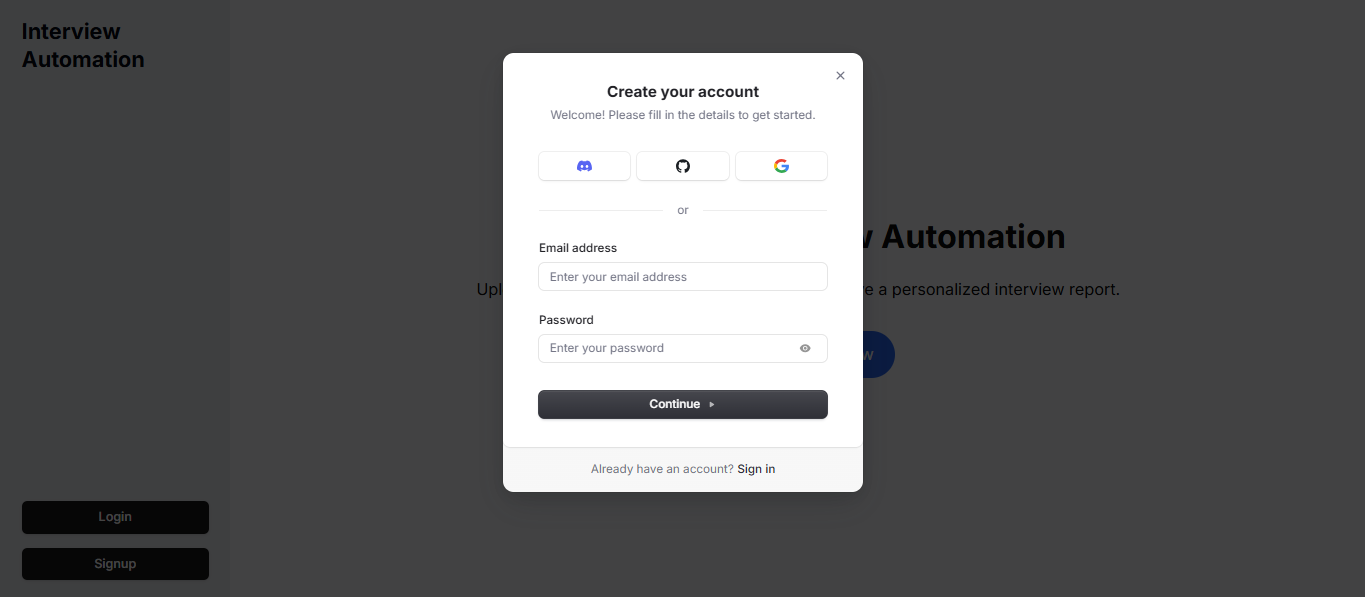 Interview
Automation
Create your account
Welcome! Please fill in the details to get started.
or
Email address
Enter your email address
Password
Enter your password
Continue
Already have an account? Sign in
Automation
a personalized interview report.
Login
Signup